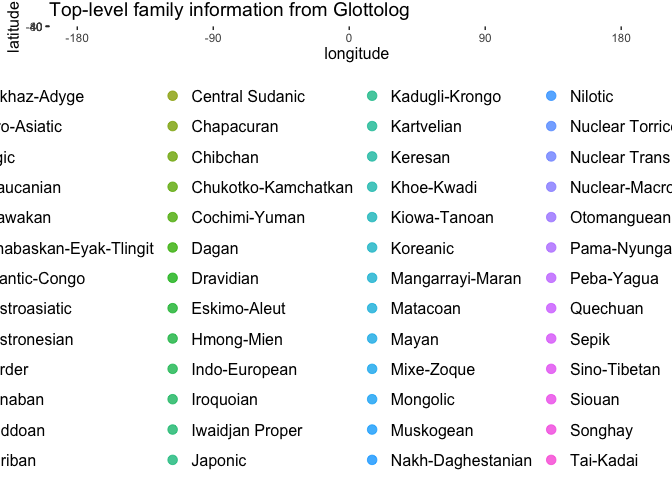 Top-level family information from Glottolog
latitude
-180 -90 0 90 180
longitude
khaz-Adyge Central Sudanic Kadugli-Krongo Nilotic
o-Asiatic Chapacuran Kartvelian Nuclear Torrice
gic Chibchan Keresan Nuclear Trans
aucanian Chukotko-Kamchatkan Khoe-Kwadi Nuclear-Macro
awakan Cochimi-Yuman Kiowa-Tanoan Otomanguean
nabaskan-Eyak-Tlingit Dagan Koreanic Pama-Nyunga
antic-Congo Dravidian Mangarrayi-Maran Peba-Yagua
stroasiatic Eskimo-Aleut Matacoan Quechuan
stronesian Hmong-Mien Mayan Sepik
rder Indo-European Mixe-Zoque Sino-Tibetan
naban Iroquoian Mongolic Siouan
ddoan Iwaidjan Proper Muskogean Songhay
riban Japonic Nakh-Daghestanian Tai-Kadai